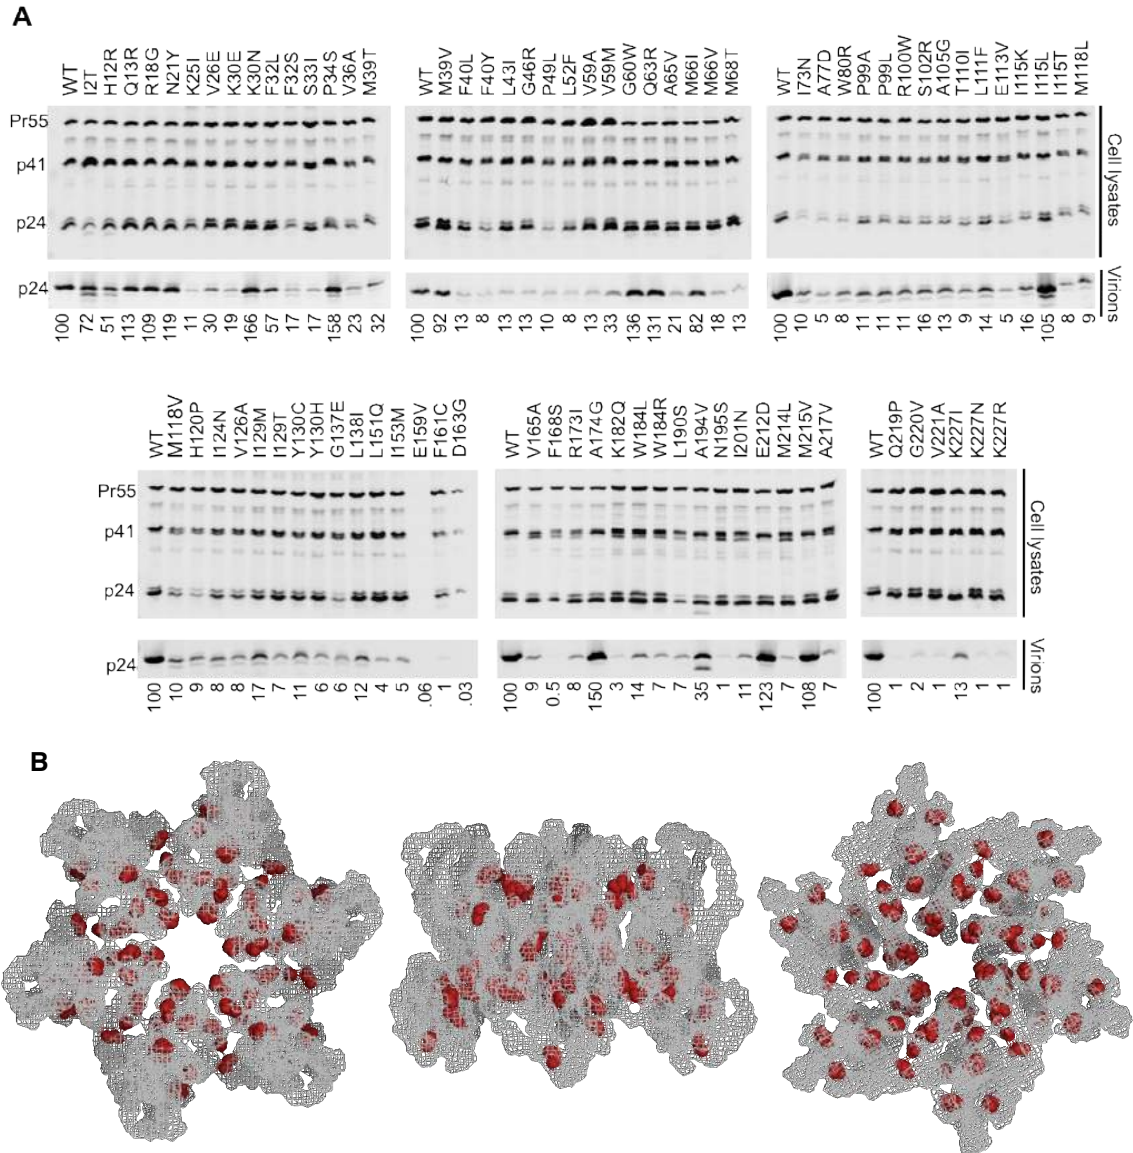 A
WT I2T H12R Q13R R18G N21Y K25I V26E K30E K30N F32L F32S S33I P34S V36A M39T
WT M39V F40L F40Y L43I G46R P49L L52F V59A V59M G60W Q63R A65V M66I M66V M68T
WT I73N A77D W80R P99A P99L R100W S102R A105G T110I L111F E113V I115K I115L I115T M118L
Pr55
p41
p24
Cell lysates
p24
Virions
100 72 51 113 109 119 11 30 19 166 57 17 17 158 23 32
100 92 13 8 13 13 10 8 13 33 136 131 21 82 18 13
100 10 5 8 11 11 11 16 13 9 14 5 16 105 8 9
WT M118V H120P I124N V126A I129M I129T Y130C Y130H G137E L138I L151Q I153M E159V F161C D163G
WT V165A F168S R173I A174G K182Q W184L W184R L190S A194V N195S I201N E212D M214L M215V A217V
WT Q219P G220V V221A K227I K227N K227R
Pr55
p41
p24
Cell lysates
p24
Virions
100 10 9 8 8 17 7 11 6 6 12 4 5 .06 1 .03
100 9 0.5 8 150 3 14 7 7 35 1 11 123 7 108 7
100 1 2 1 13 1 1
B